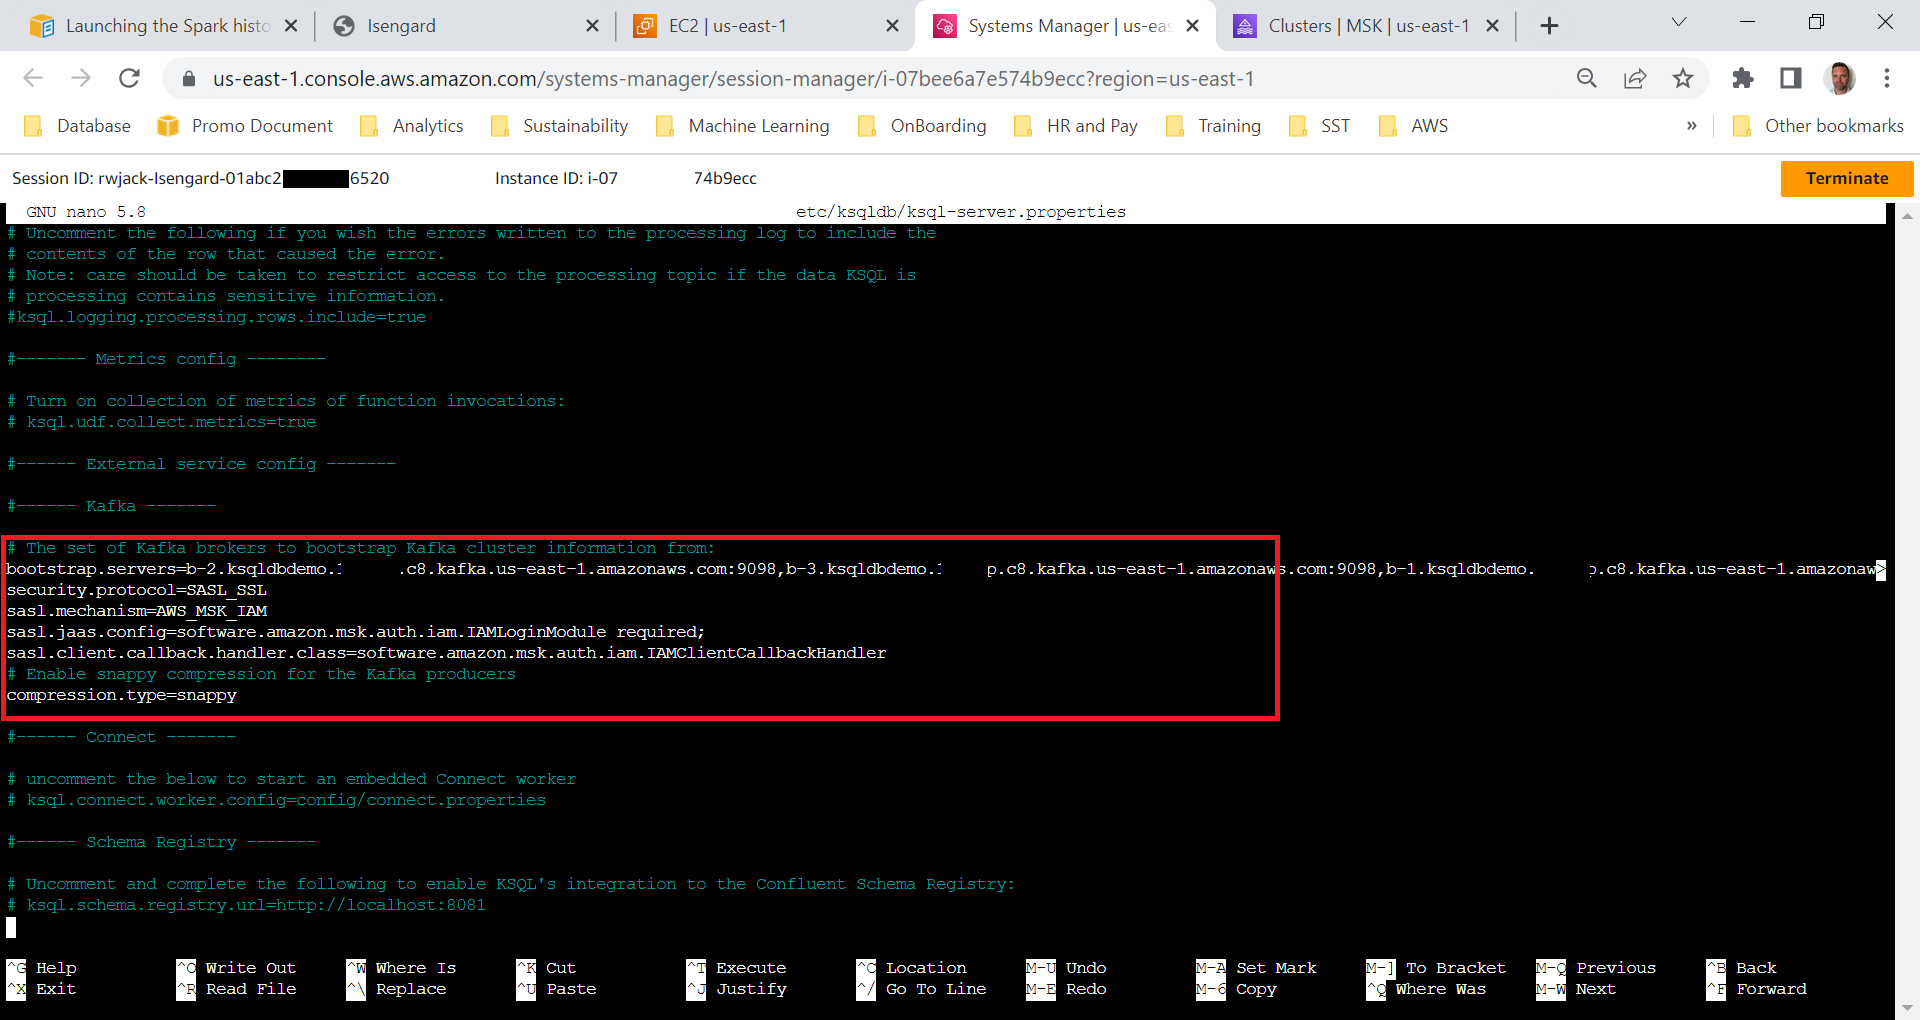 Launching the Spark histo
Isengard
EC2 | us-east-1
Systems Manager | us-eas
Clusters | MSK | us-east-1
us-east-1.console.aws.amazon.com/systems-manager/session-manager/i-07bee6a7e574b9ecc?region=us-east-1
Database Promo Document Analytics Sustainability Machine Learning OnBoarding HR and Pay Training SST AWS » Other bookmarks
Session ID: rwjack-Isengard-01abc2 6520 Instance ID: i-07 74b9ecc Terminate
GNU nano 5.8 etc/ksqldb/ksql-server.properties
# Uncomment the following if you wish the errors written to the processing log to include the
# contents of the row that caused the error.
# Note: care should be taken to restrict access to the processing topic if the data KSQL is
# processing contains sensitive information.
#ksql.logging.processing.rows.include=true
#------- Metrics config --------
# Turn on collection of metrics of function invocations:
# ksql.udf.collect.metrics=true
#------ External service config -------
#------ Kafka -------
# The set of Kafka brokers to bootstrap Kafka cluster information from:
bootstrap.servers=b-2.ksqldbdemo. .c8.kafka.us-east-1.amazonaws.com:9098,b-3.ksqldbdemo. p.c8.kafka.us-east-1.amazonaws.com:9098,b-1.ksqldbdemo. p.c8.kafka.us-east-1.amazonaw>
security.protocol=SASL_SSL
sasl.mechanism=AWS_MSK_IAM
sasl.jaas.config=software.amazon.msk.auth.iam.IAMLoginModule required;
sasl.client.callback.handler.class=software.amazon.msk.auth.iam.IAMClientCallbackHandler
# Enable snappy compression for the Kafka producers
compression.type=snappy
#------ Connect -------
# uncomment the below to start an embedded Connect worker
# ksql.connect.worker.config=config/connect.properties
#------ Schema Registry -------
# Uncomment and complete the following to enable KSQL's integration to the Confluent Schema Registry:
# ksql.schema.registry.url=http://localhost:8081
^G Help ^O Write Out ^W Where Is ^K Cut ^T Execute ^C Location M-U Undo M-A Set Mark M-] To Bracket M-Q Previous ^B Back
^X Exit ^R Read File ^\ Replace ^U Paste ^J Justify ^/ Go To Line M-E Redo M-6 Copy ^Q Where Was M-W Next ^F Forward